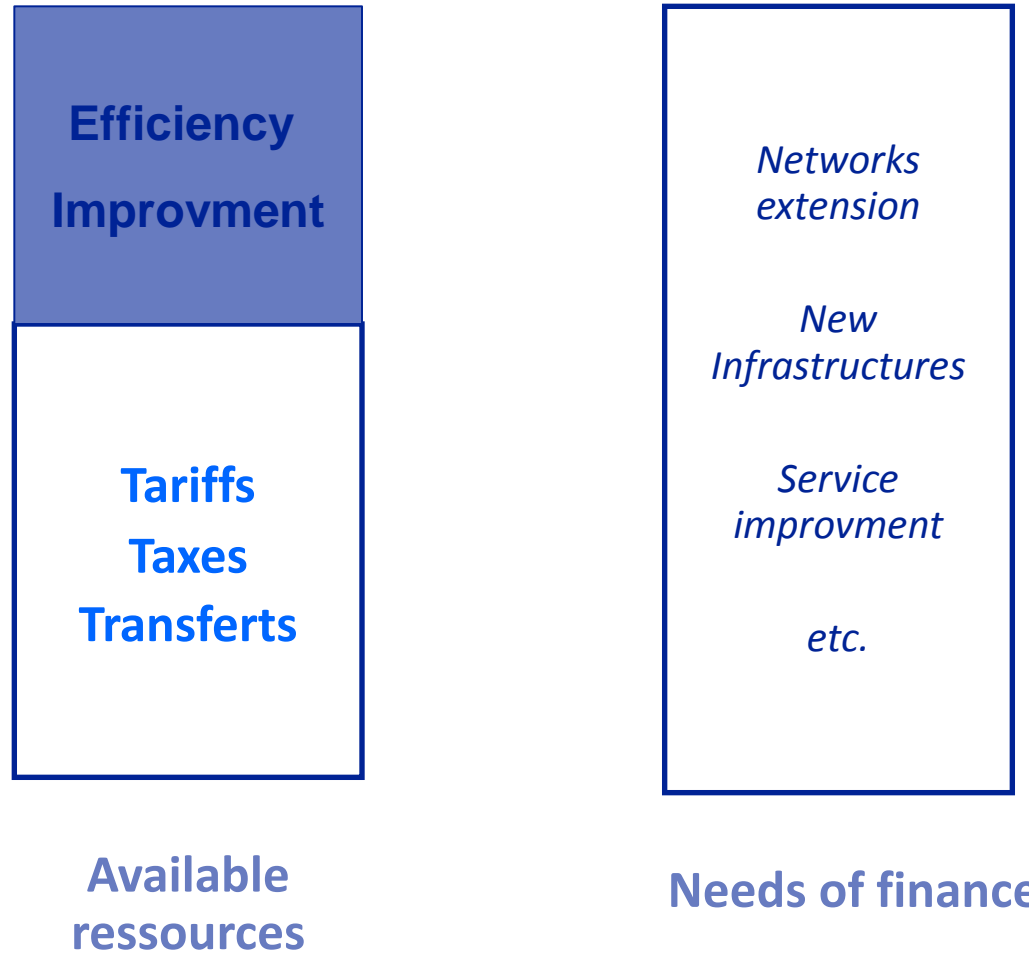 Efficiency
Improvment
Tariffs
Taxes
Transferts
Available
ressources
Networks
extension
New
Infrastructures
Service
improvment
etc.
Needs of finance